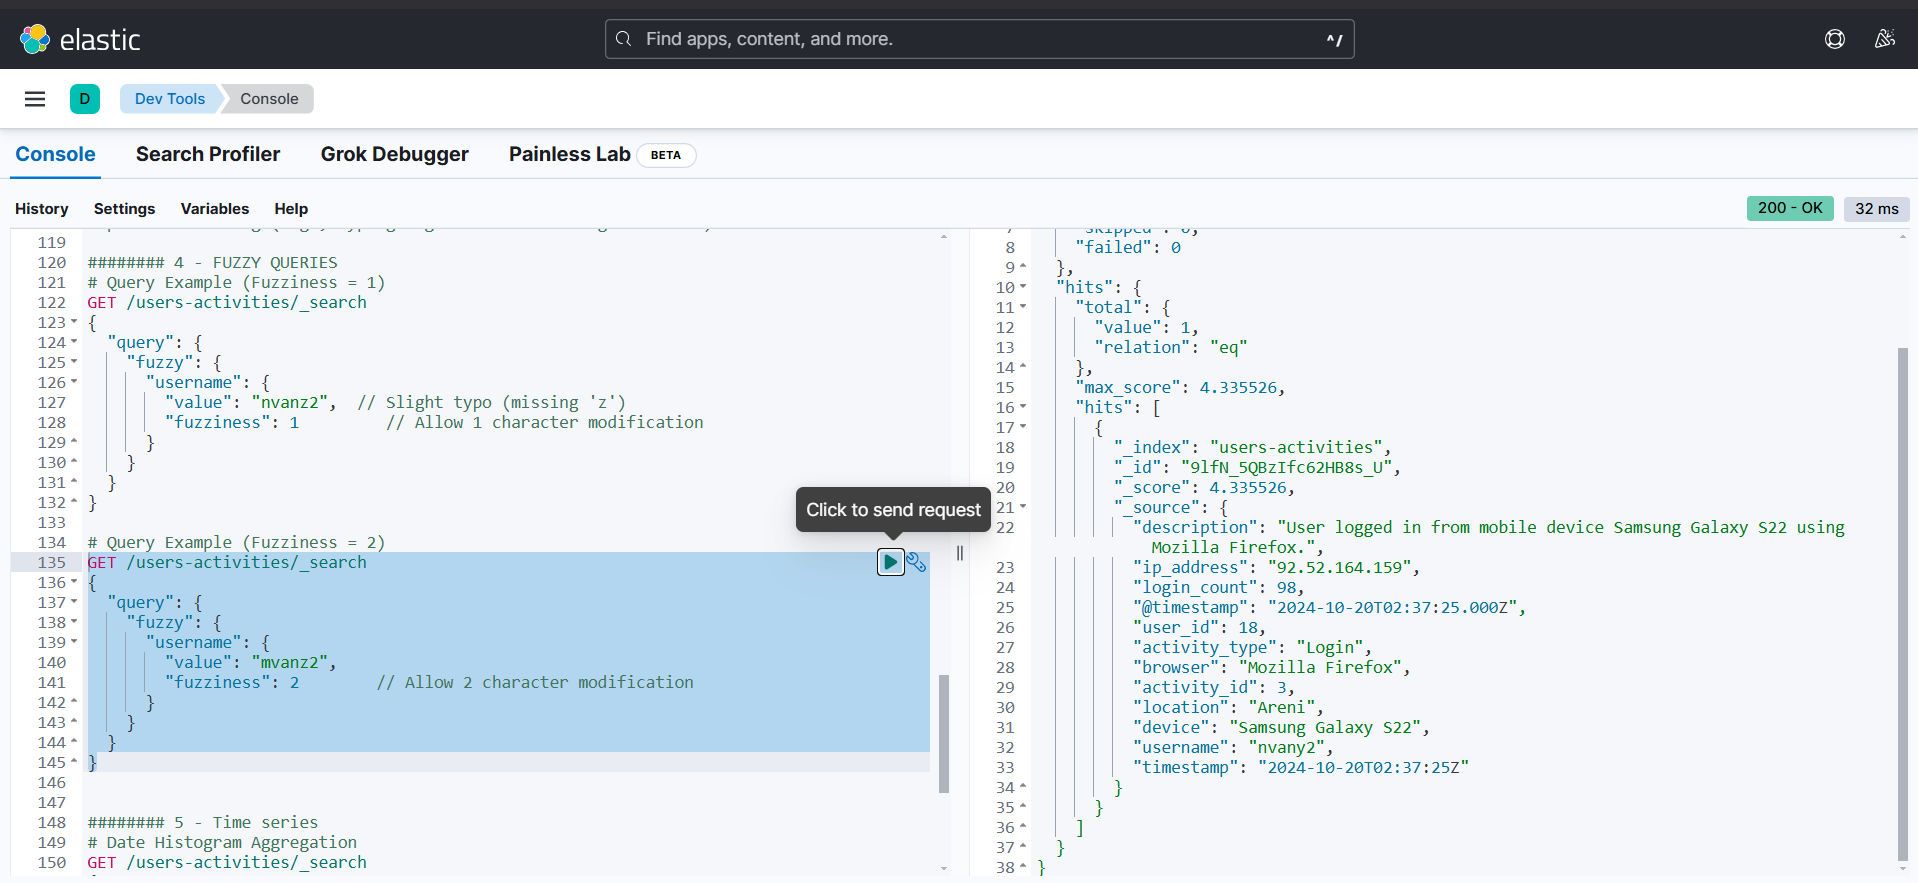 elastic
Find apps, content, and more.
^/
D
Dev Tools
Console
Console
Search Profiler
Grok Debugger
Painless Lab
BETA
History
Settings
Variables
Help
200 - OK
32 ms
119
120 ######## 4 - FUZZY QUERIES
121 # Query Example (Fuzziness = 1)
122 GET /users-activities/_search
123 {
124 "query": {
125 "fuzzy": {
126 "username": {
127 "value": "nvanz2", // Slight typo (missing 'z')
128 "fuzziness": 1 // Allow 1 character modification
129 }
130 }
131 }
132 }
133
134 # Query Example (Fuzziness = 2)
135 GET /users-activities/_search
136 {
137 "query": {
138 "fuzzy": {
139 "username": {
140 "value": "mvanz2",
141 "fuzziness": 2 // Allow 2 character modification
142 }
143 }
144 }
145 }
146
147
148 ######## 5 - Time series
149 # Date Histogram Aggregation
150 GET /users-activities/_search
Click to send request
7 "skipped": 0,
8 "failed": 0
9 },
10 "hits": {
11 "total": {
12 "value": 1,
13 "relation": "eq"
14 },
15 "max_score": 4.335526,
16 "hits": [
17 {
18 "_index": "users-activities",
19 "_id": "9lfN_5QBzIfc62HB8s_U",
20 "_score": 4.335526,
21 "_source": {
22 "description": "User logged in from mobile device Samsung Galaxy S22 using
Mozilla Firefox.",
23 "ip_address": "92.52.164.159",
24 "login_count": 98,
25 "@timestamp": "2024-10-20T02:37:25.000Z",
26 "user_id": 18,
27 "activity_type": "Login",
28 "browser": "Mozilla Firefox",
29 "activity_id": 3,
30 "location": "Areni",
31 "device": "Samsung Galaxy S22",
32 "username": "nvany2",
33 "timestamp": "2024-10-20T02:37:25Z"
34 }
35 }
36 ]
37 }
38 }